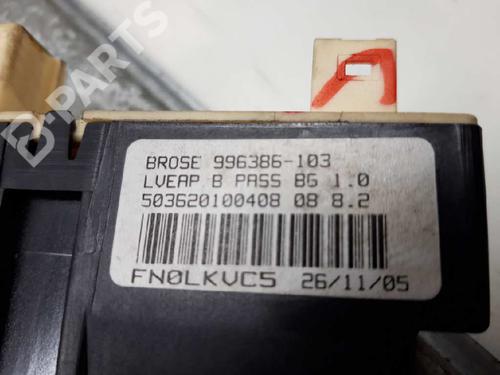 B-PARTS
BROSE 996386-103
LVEAP B PASS BG 1.0
503620100408 08 8.2
FN0LKVC5 26/11/05